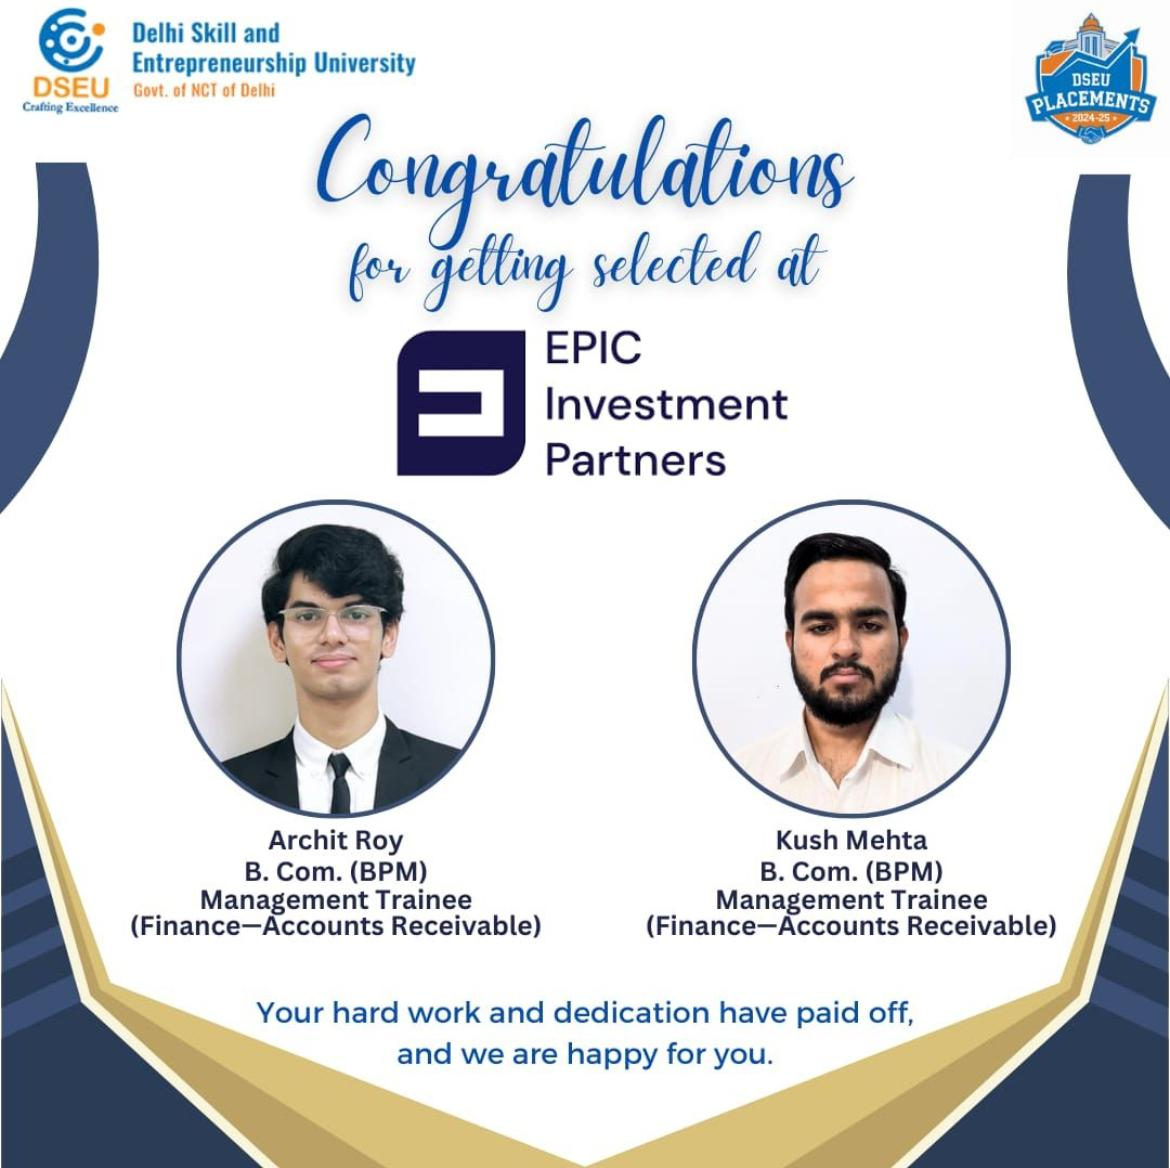 DSEU
Crafting Excellence
Delhi Skill and
Entrepreneurship University
Govt. of NCT of Delhi
DSEU
PLACEMENTS
2024-25
Congratulations
for getting selected at
EPIC
Investment
Partners
Archit Roy
B. Com. (BPM)
Management Trainee
(Finance—Accounts Receivable)
Kush Mehta
B. Com. (BPM)
Management Trainee
(Finance—Accounts Receivable)
Your hard work and dedication have paid off,
and we are happy for you.